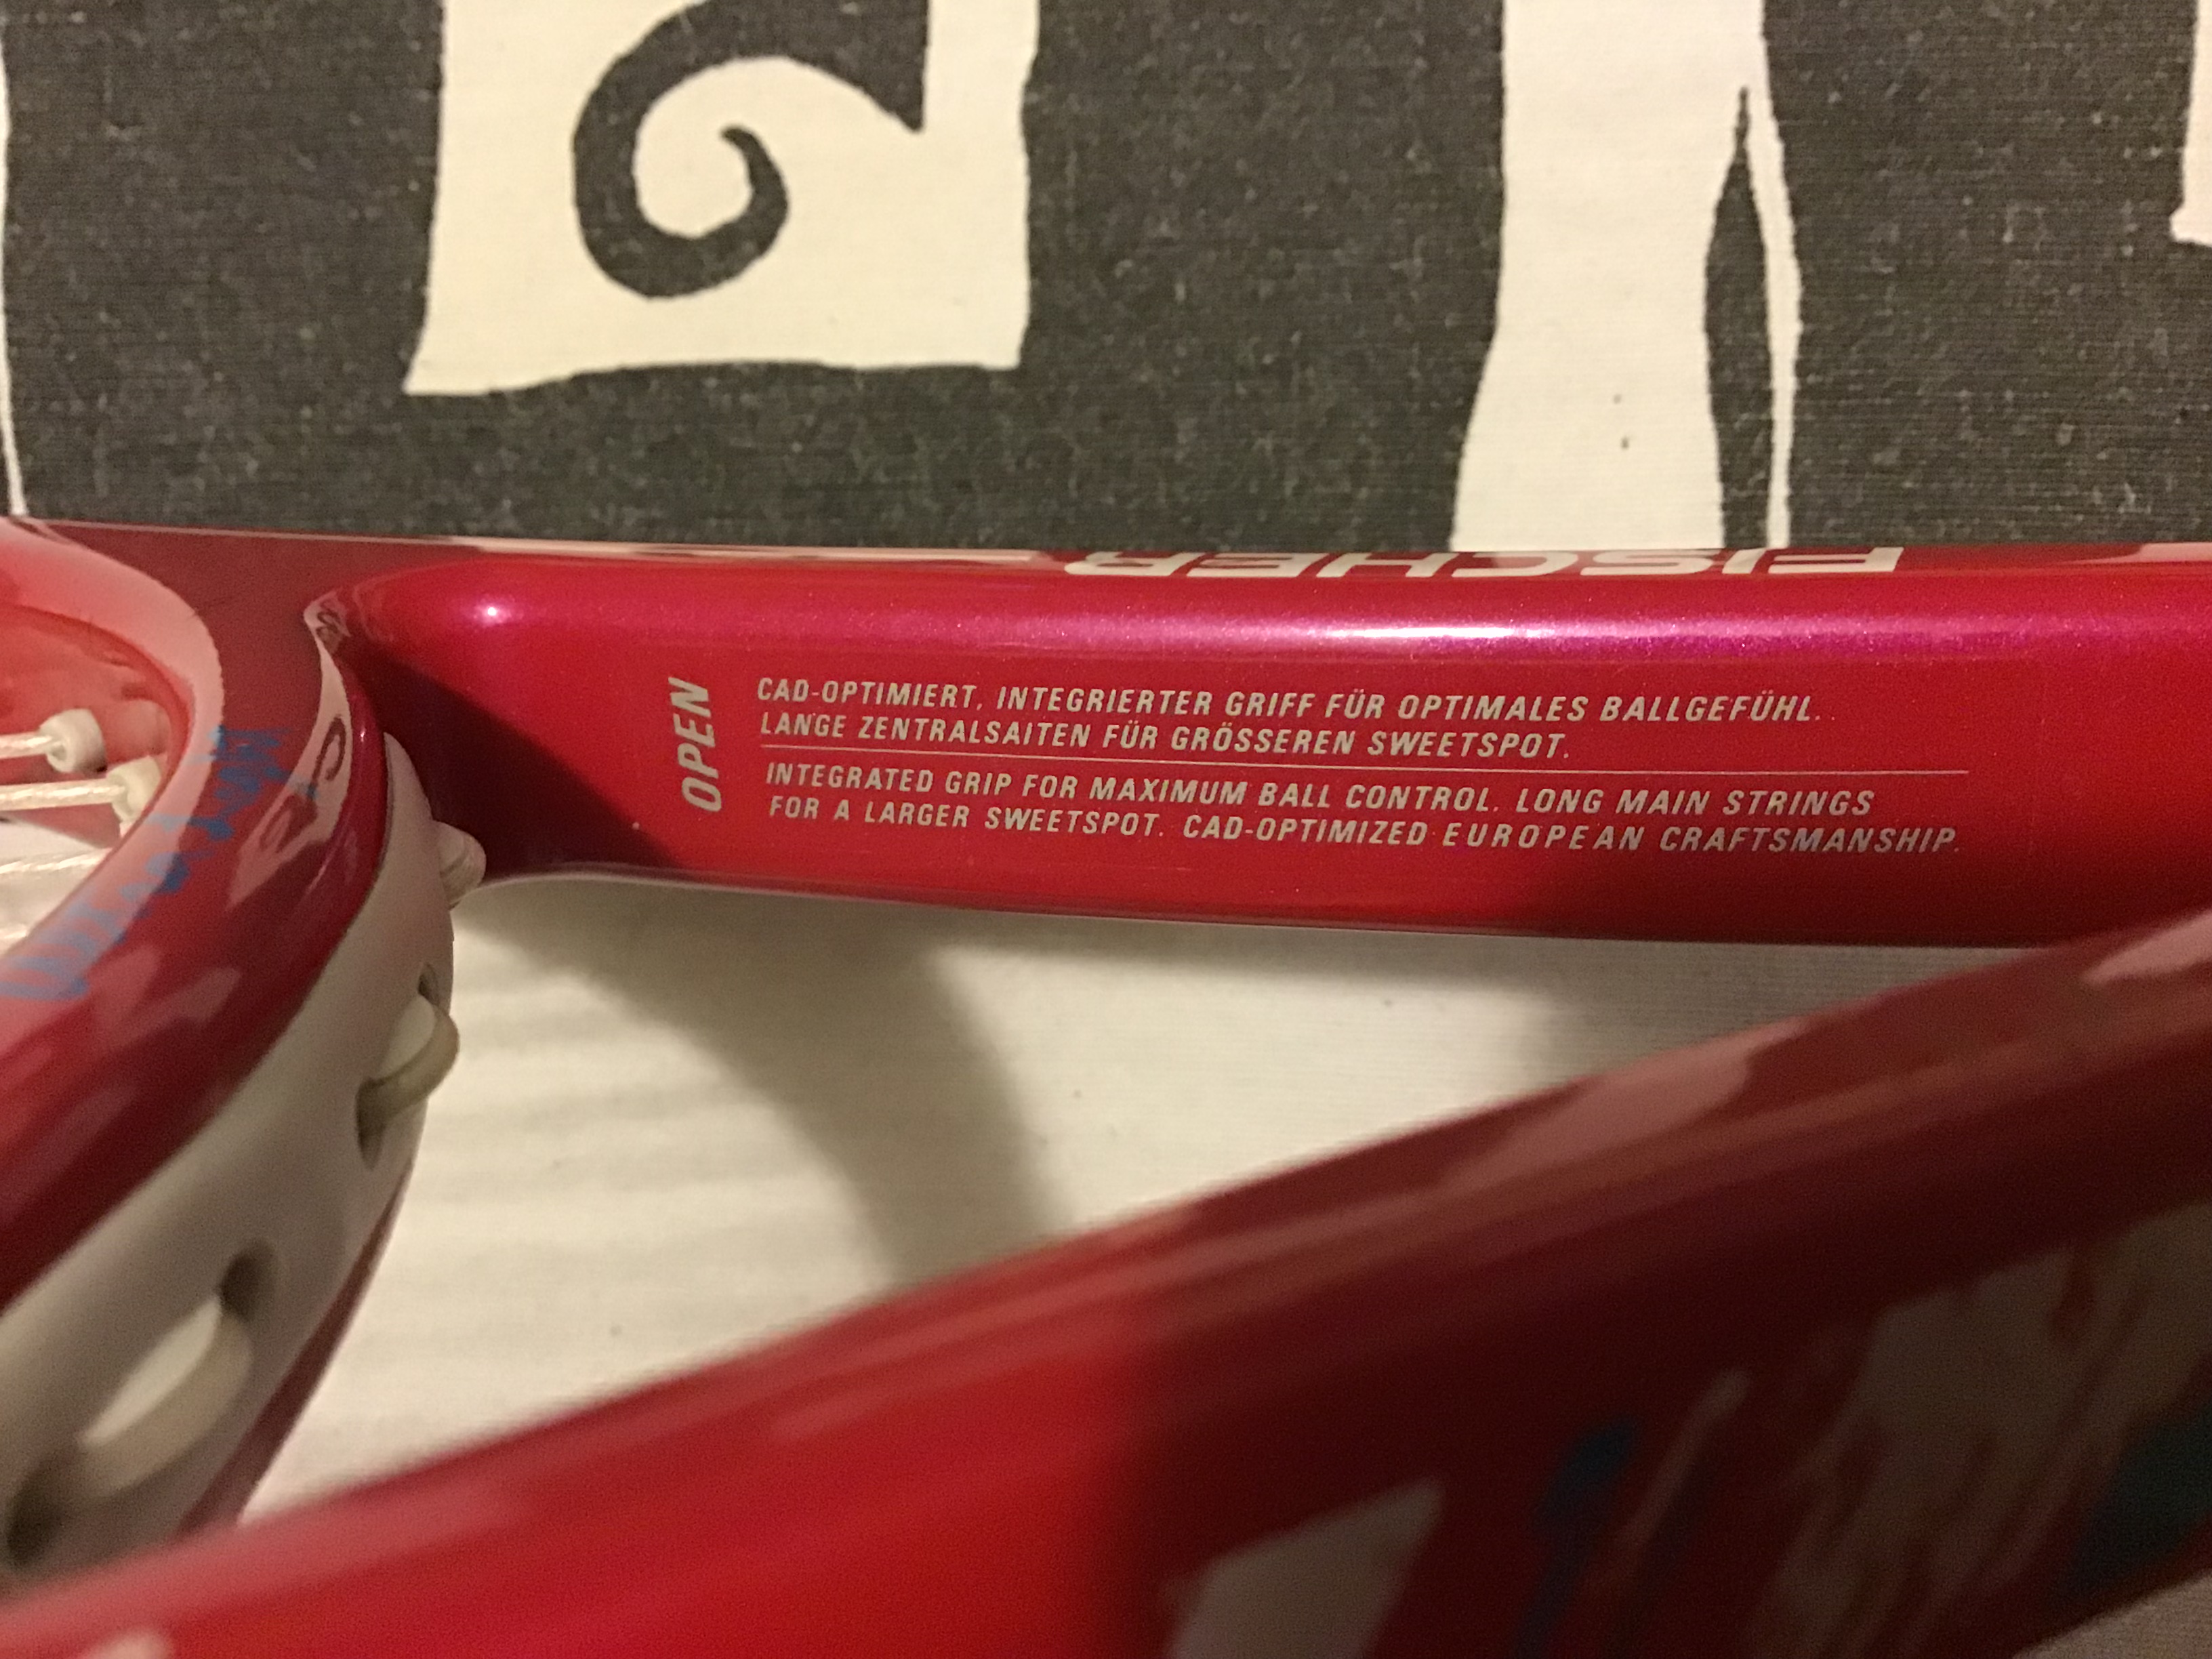 FISCHER
OPEN
CAD-OPTIMIERT, INTEGRIERTER GRIFF FÜR OPTIMALES BALLGEFÜHL.
LANGE ZENTRALSAITEN FÜR GRÖSSEREN SWEETSPOT.
INTEGRATED GRIP FOR MAXIMUM BALL CONTROL. LONG MAIN STRINGS
FOR A LARGER SWEETSPOT. CAD-OPTIMIZED EUROPEAN CRAFTSMANSHIP.